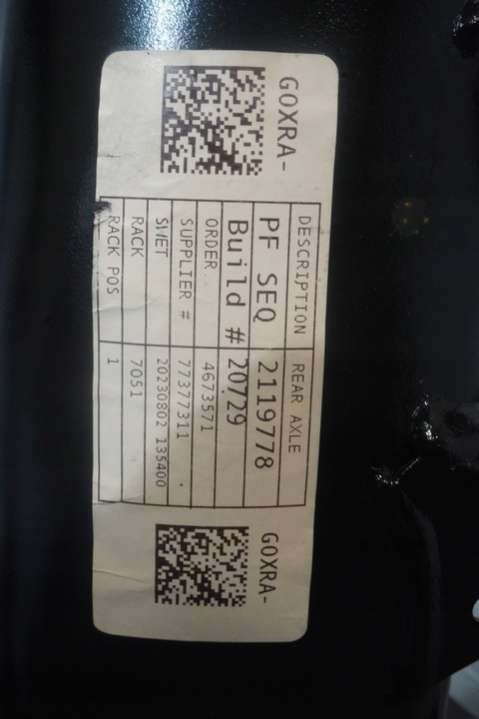 GOXRA-
DESCRIPTION REAR AXLE
PF SEQ 2119778
Build # 20729
ORDER 4673571
SUPPLIER # 77377311
SWET 20230802 135400
RACK 7051
RACK POS 1
GOXRA-